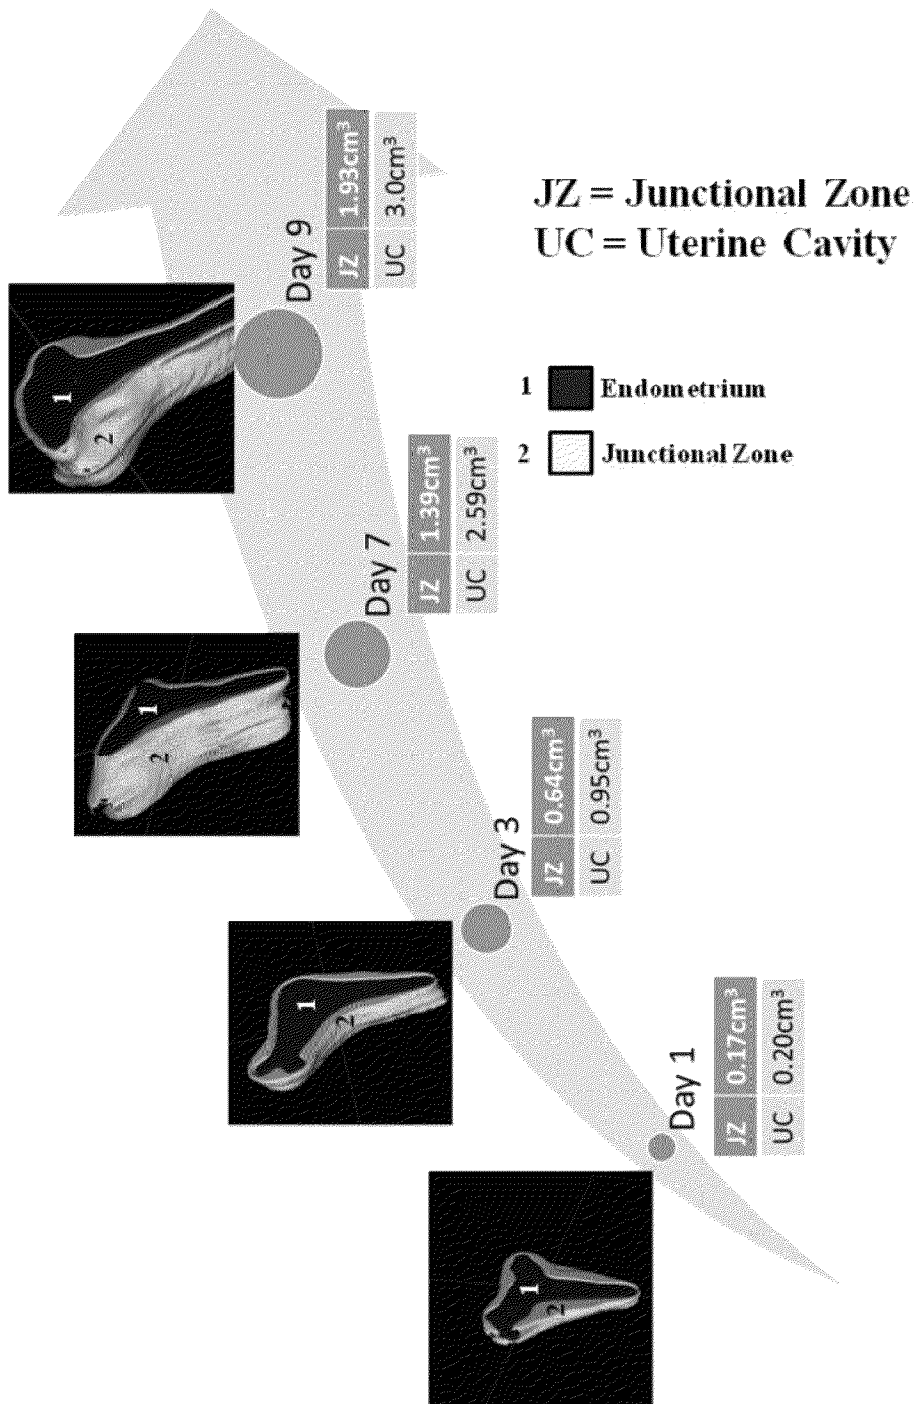 Day 1
JZ 0.17cm³
UC 0.20cm³
1
2
Day 3
JZ 0.64cm³
UC 0.95cm³
1
2
Day 7
JZ 1.39cm³
UC 2.59cm³
1
2
Day 9
JZ 1.93cm³
UC 3.0cm³
1
2
JZ = Junctional Zone
UC = Uterine Cavity
1 Endometrium
2 Junctional Zone